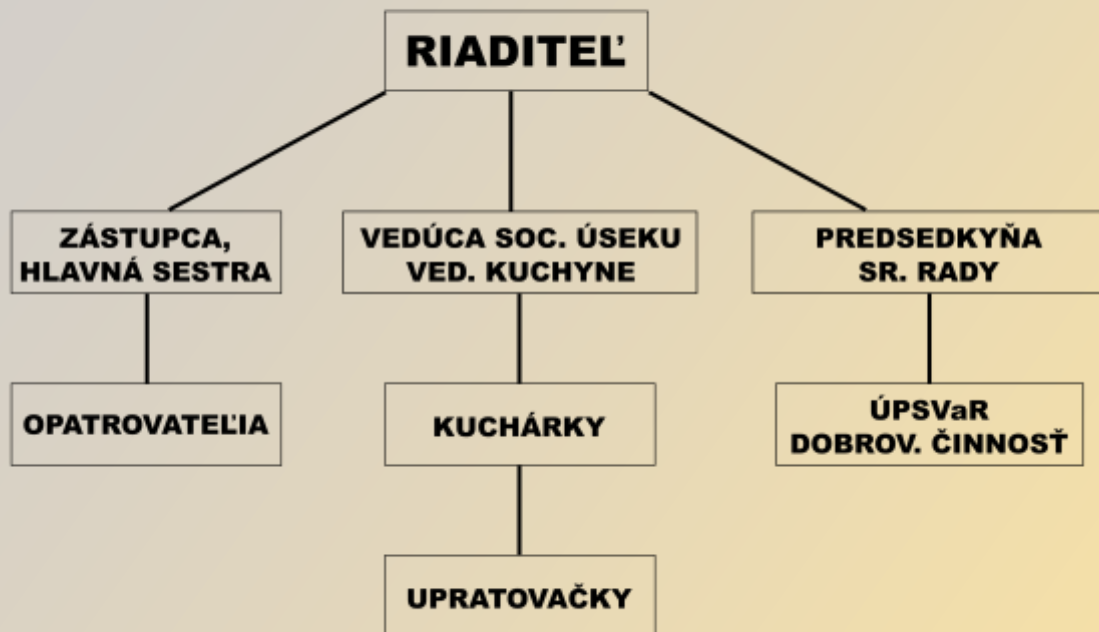 RIADITEĽ
ZÁSTUPCA,
HLAVNÁ SESTRA
VEDÚCA SOC. ÚSEKU
VED. KUCHYNE
PREDSEDKYŇA
SR. RADY
OPATROVATEĽIA
KUCHÁRKY
ÚPSVaR
DOBROV. ČINNOSŤ
UPRATOVAČKY